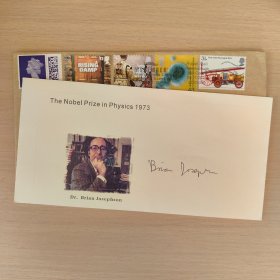 RISING
DAMP
The Nobel Prize in Physics 1973
Brian Josephson
Dr. Brian Josephson